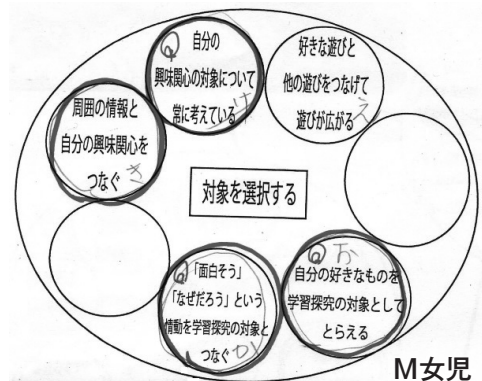 自分の
興味関心の対象について
常に考えている
け
好きな遊びと
他の遊びをつなげて
遊びが広がる
え
周囲の情報と
自分の興味関心を
つなぐ
き
対象を選択する
「面白そう」
「なぜだろう」という
情動を学習探究の対象と
つなぐ
か
お
自分の好きなものを
学習探究の対象として
とらえる
M女児